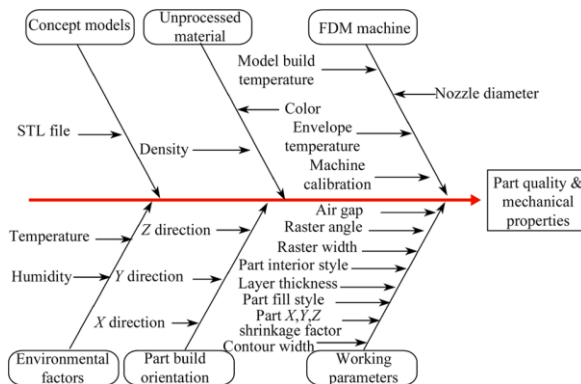 Concept models
Unprocessed
material
FDM machine
Model build
temperature
Nozzle diameter
Color
STL file
Envelope
temperature
Density
Machine
calibration
Part quality &
mechanical
properties
Air gap
Raster angle
Temperature
Z direction
Raster width
Part interior style
Humidity
Y direction
Layer thickness
Part fill style
X direction
Part X,Y,Z
shrinkage factor
Contour width
Environmental
factors
Part build
orientation
Working
parameters